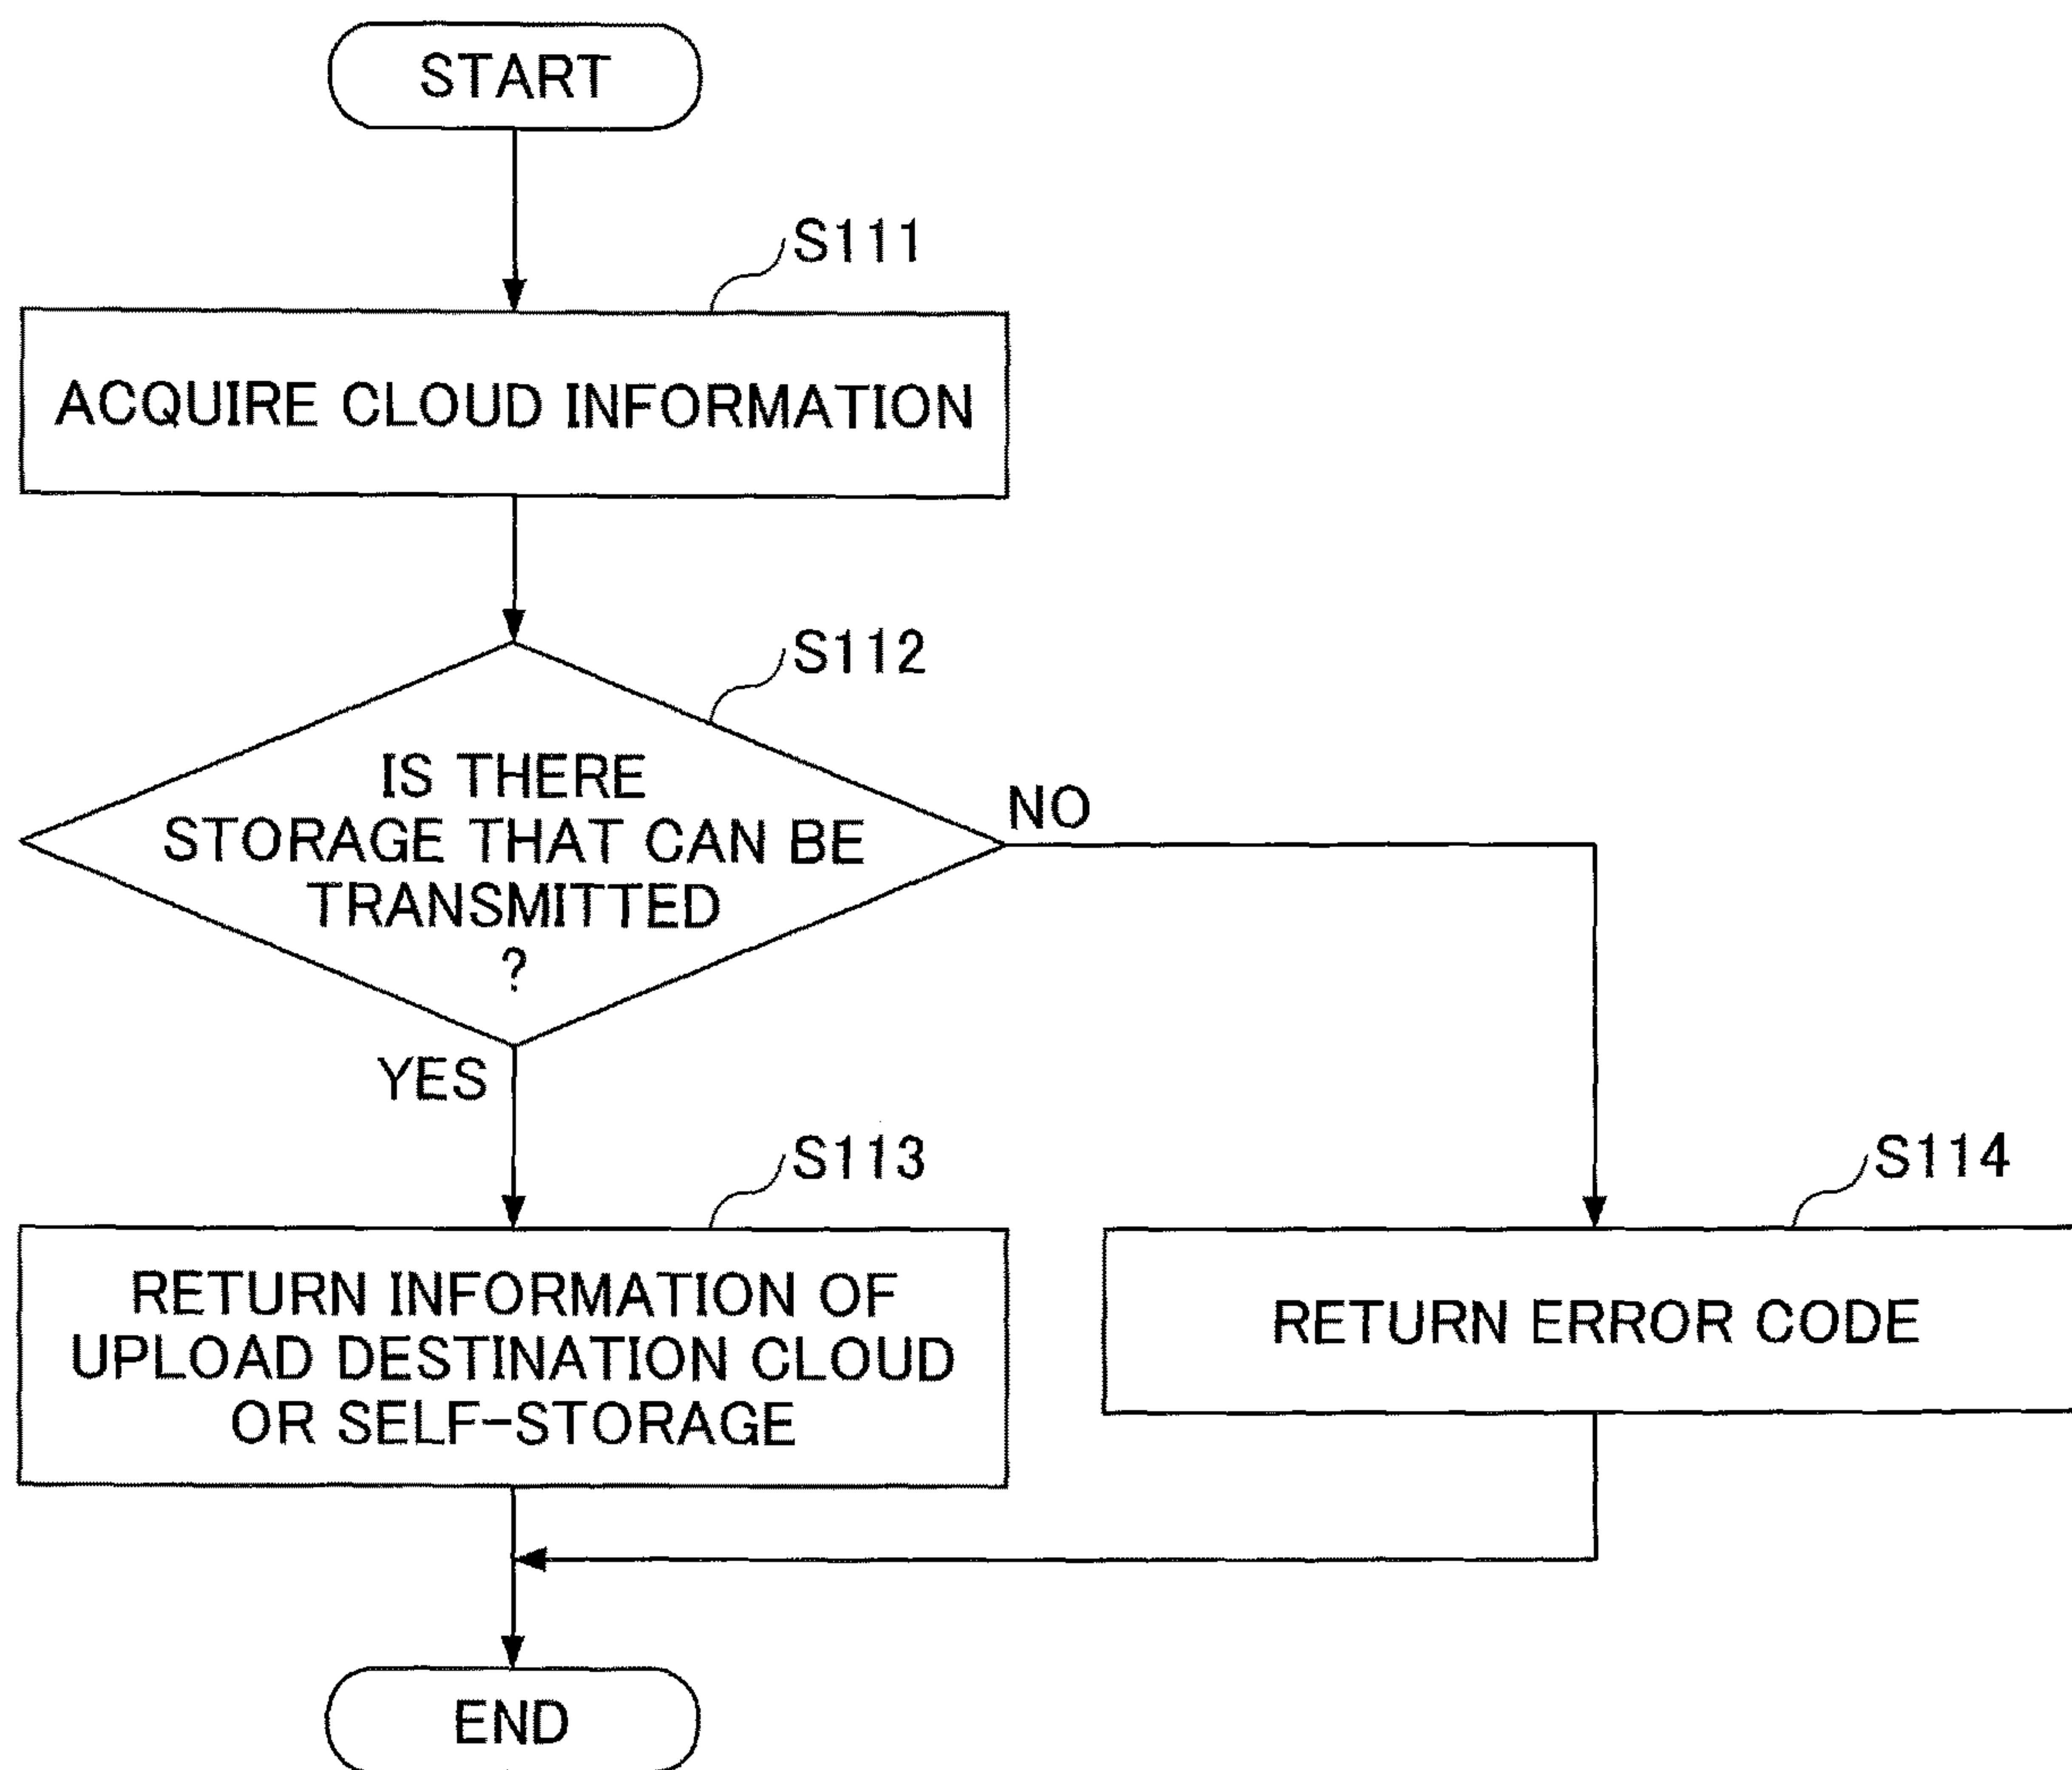 START
S111
ACQUIRE CLOUD INFORMATION
S112
IS THERE
STORAGE THAT CAN BE
TRANSMITTED
?
NO
YES
S113
RETURN INFORMATION OF
UPLOAD DESTINATION CLOUD
OR SELF-STORAGE
S114
RETURN ERROR CODE
END